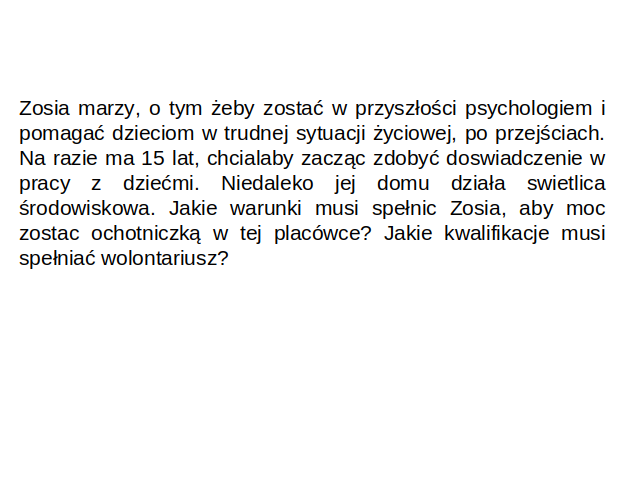 Zosia marzy, o tym żeby zostać w przyszłości psychologiem i
pomagać dzieciom w trudnej sytuacji życiowej, po przejściach.
Na razie ma 15 lat, chcialaby zacząc zdobyć doswiadczenie w
pracy z dziećmi. Niedaleko jej domu działa swietlica
środowiskowa. Jakie warunki musi spełnic Zosia, aby moc
zostac ochotniczką w tej placówce? Jakie kwalifikacje musi
spełniać wolontariusz?